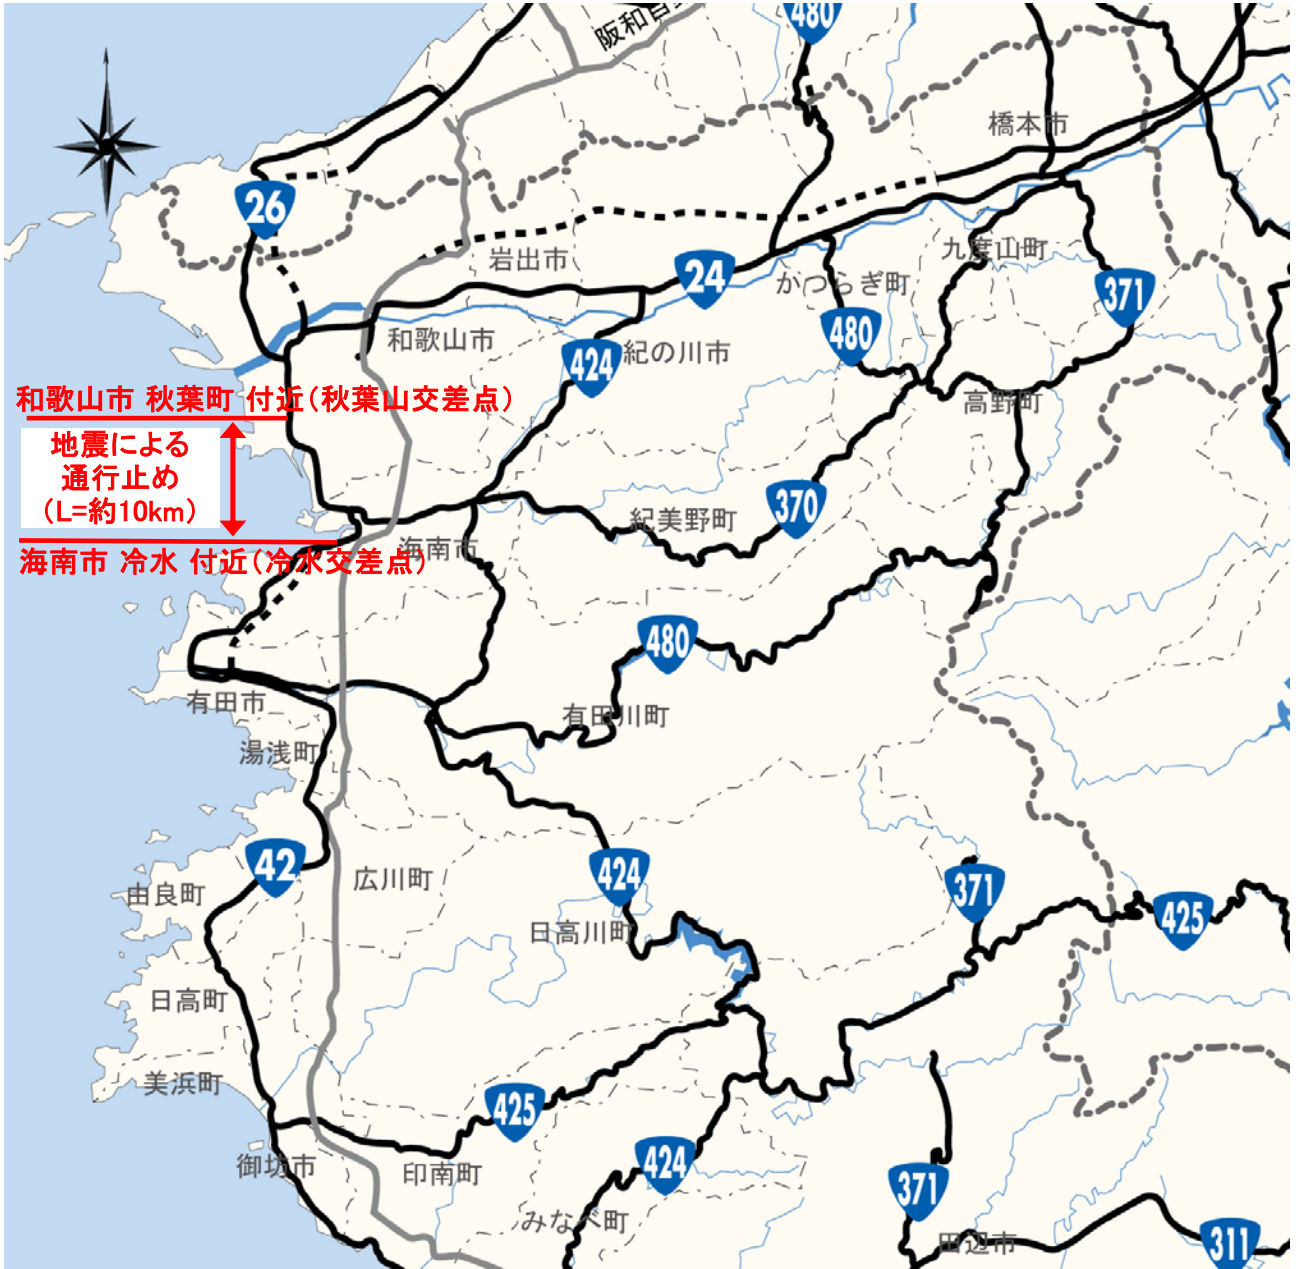 阪和自
480
橋本市
26
岩出市
24
九度山町
かつらぎ町
371
和歌山市
480
紀の川市
424
和歌山市 秋葉町 付近（秋葉山交差点）
高野町
地震による
通行止め
（L=約10km）
370
紀美野町
海南市
海南市 冷水 付近（冷水交差点）
480
有田市
有田川町
湯浅町
42
広川町
424
371
由良町
425
日高川町
日高町
美浜町
425
御坊市
印南町
424
371
みなべ町
田辺市
311